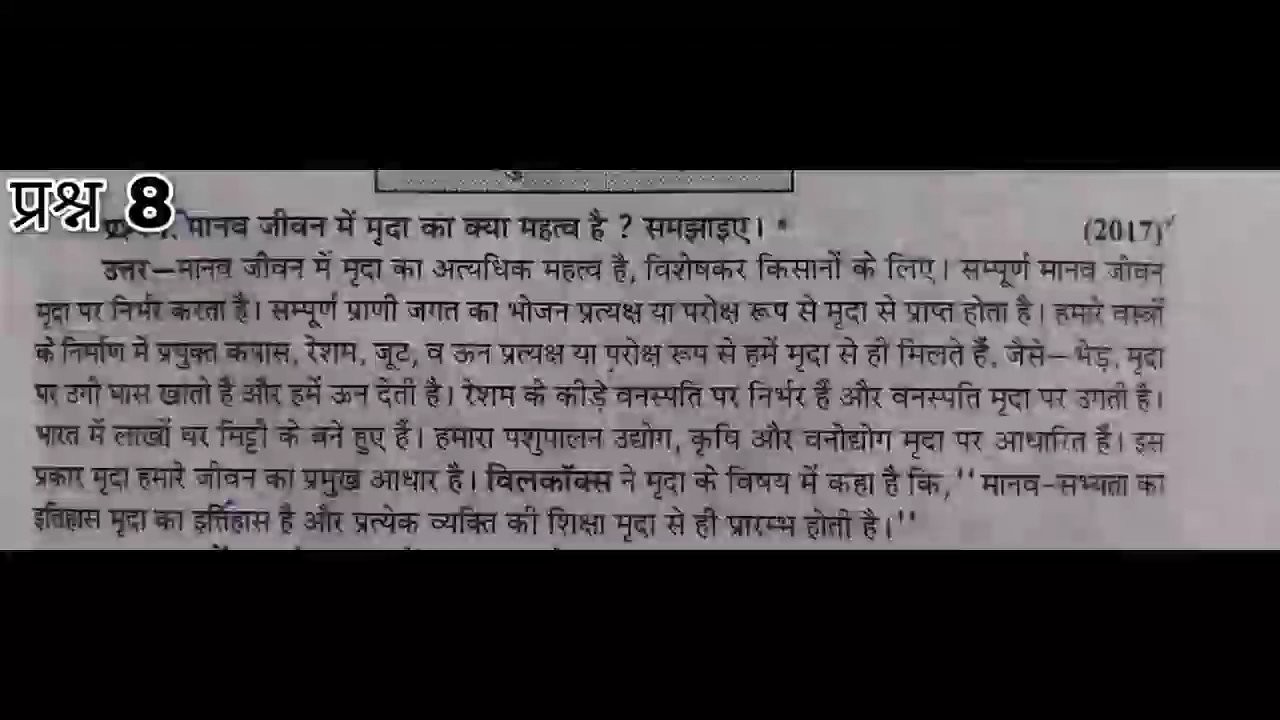 प्रश्न 8
मानव जीवन में मृदा का क्या महत्व है ? समझाइए। * (2017)
उत्तर—मानव जीवन में मृदा का अत्यधिक महत्व है, विशेषकर किसानों के लिए। सम्पूर्ण मानव जीवन
मृदा पर निर्भर करता है। सम्पूर्ण प्राणी जगत का भोजन प्रत्यक्ष या परोक्ष रूप से मृदा से प्राप्त होता है। हमारे वस्त्रों
के निर्माण में प्रयुक्त कपास, रेशम, जूट, व ऊन प्रत्यक्ष या परोक्ष रूप से हमें मृदा से ही मिलते हैं, जैसे— भेड़, मृदा
पर उगी घास खाती है और हमें ऊन देती है। रेशम के कीड़े वनस्पति पर निर्भर हैं और वनस्पति मृदा पर उगती है।
भारत में लाखों घर मिट्टी के बने हुए हैं। हमारा पशुपालन उद्योग, कृषि और वनोद्योग मृदा पर आधारित है। इस
प्रकार मृदा हमारे जीवन का प्रमुख आधार है। विलकॉक्स ने मृदा के विषय में कहा है कि, ''मानव-सभ्यता का
इतिहास मृदा का इतिहास है और प्रत्येक व्यक्ति की शिक्षा मृदा से ही प्रारम्भ होती है।''